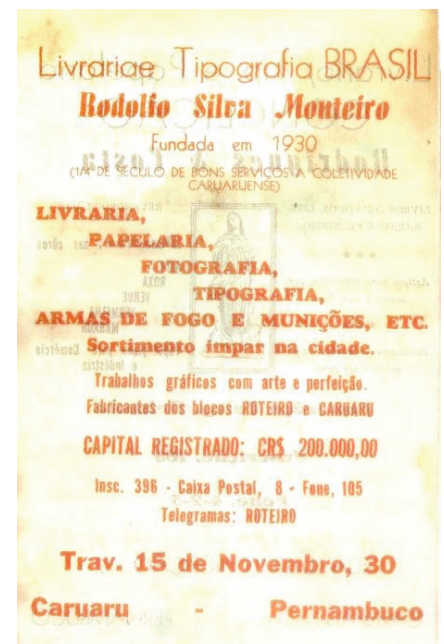 Livraria e Tipografia BRASIL
Rodolfo Silva Monteiro
Fundada em 1930
(1/4 DE SECULO DE BONS SERVIÇOS A COLETIVIDADE
CARUARUENSE)
LIVRARIA,
PAPELARIA,
FOTOGRAFIA,
TIPOGRAFIA,
ARMAS DE FOGO E MUNIÇÕES, ETC.
Sortimento ímpar na cidade.
Trabalhos gráficos com arte e perfeição.
Fabricantes dos blocos ROTEIRO e CARUARU
CAPITAL REGISTRADO: CR$ 200.000,00
Insc. 396 - Caixa Postal, 8 - Fone, 105
Telegramas: ROTEIRO
Trav. 15 de Novembro, 30
Caruaru - Pernambuco